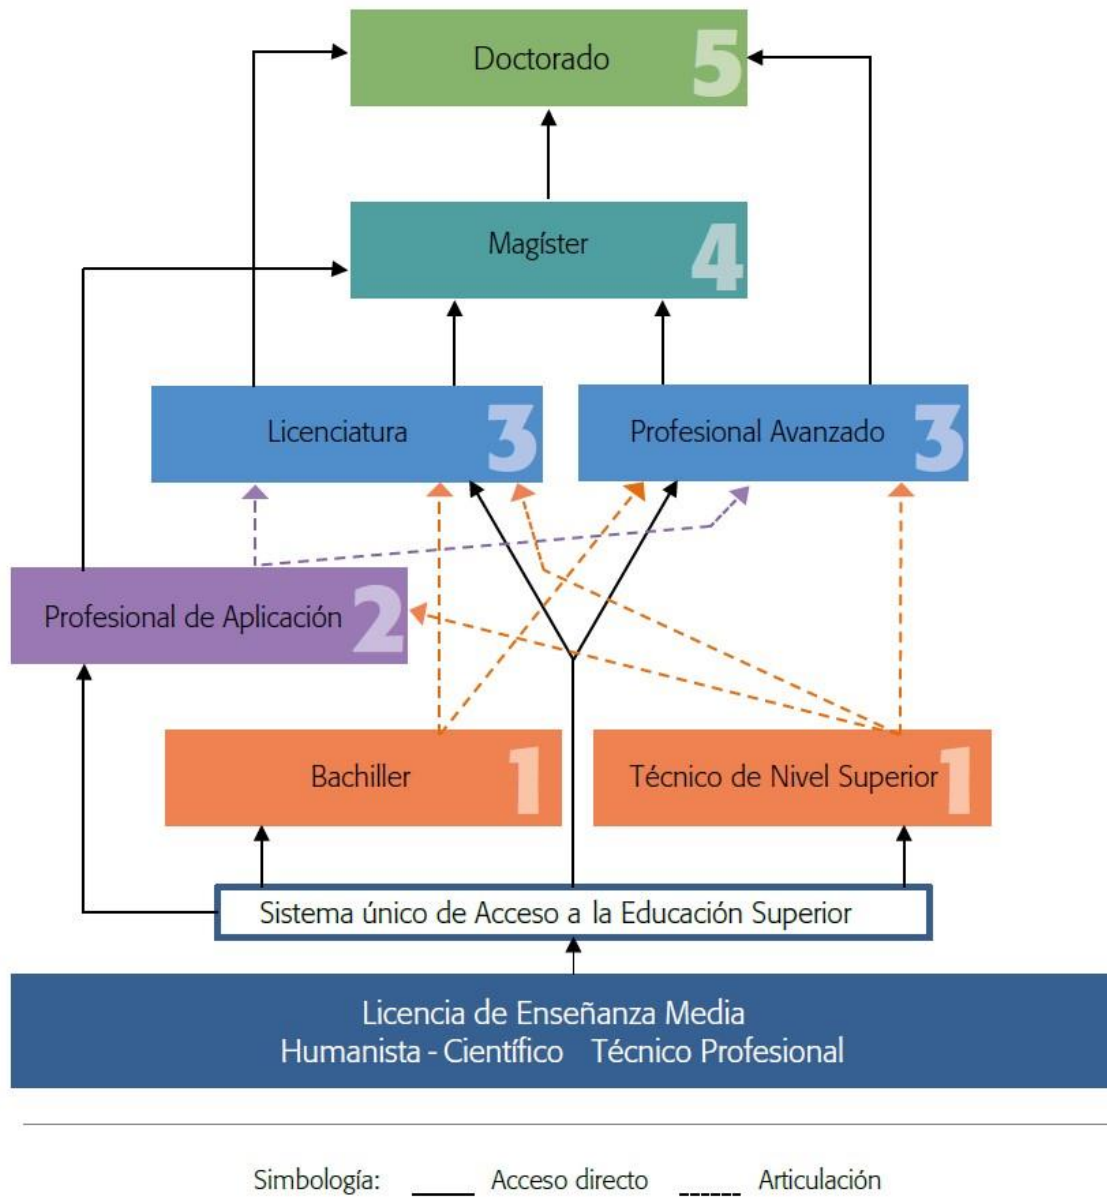 Doctorado 5
Magíster 4
Licenciatura 3
Profesional Avanzado 3
Profesional de Aplicación 2
Bachiller 1
Técnico de Nivel Superior 1
Sistema único de Acceso a la Educación Superior
Licencia de Enseñanza Media
Humanista - Científico Técnico Profesional
Simbología: Acceso directo Articulación